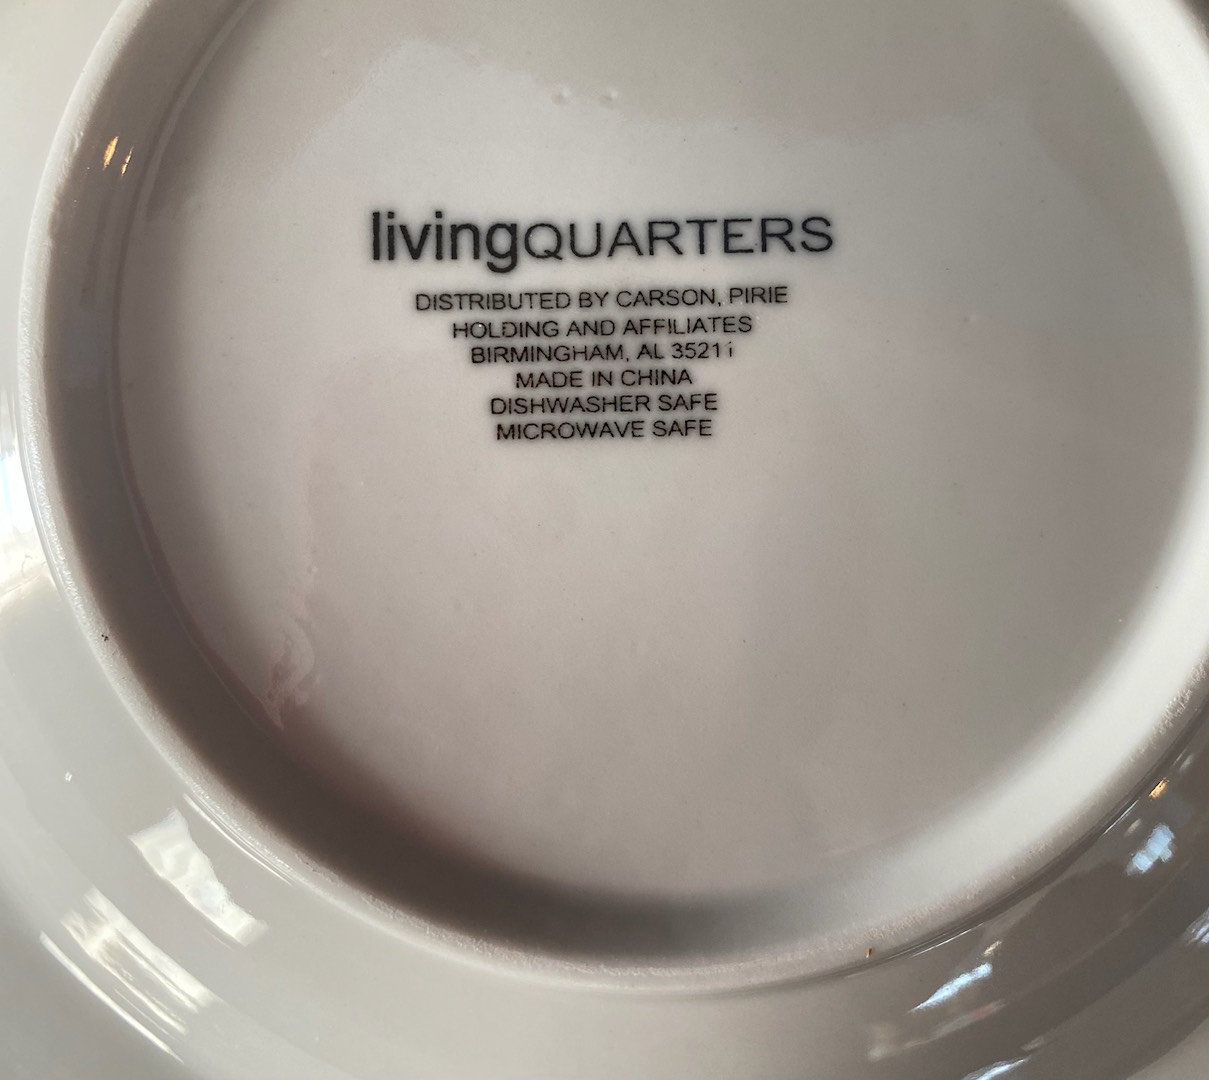 livingQUARTERS
DISTRIBUTED BY CARSON, PIRIE
HOLDING AND AFFILIATES
BIRMINGHAM, AL 35211
MADE IN CHINA
DISHWASHER SAFE
MICROWAVE SAFE